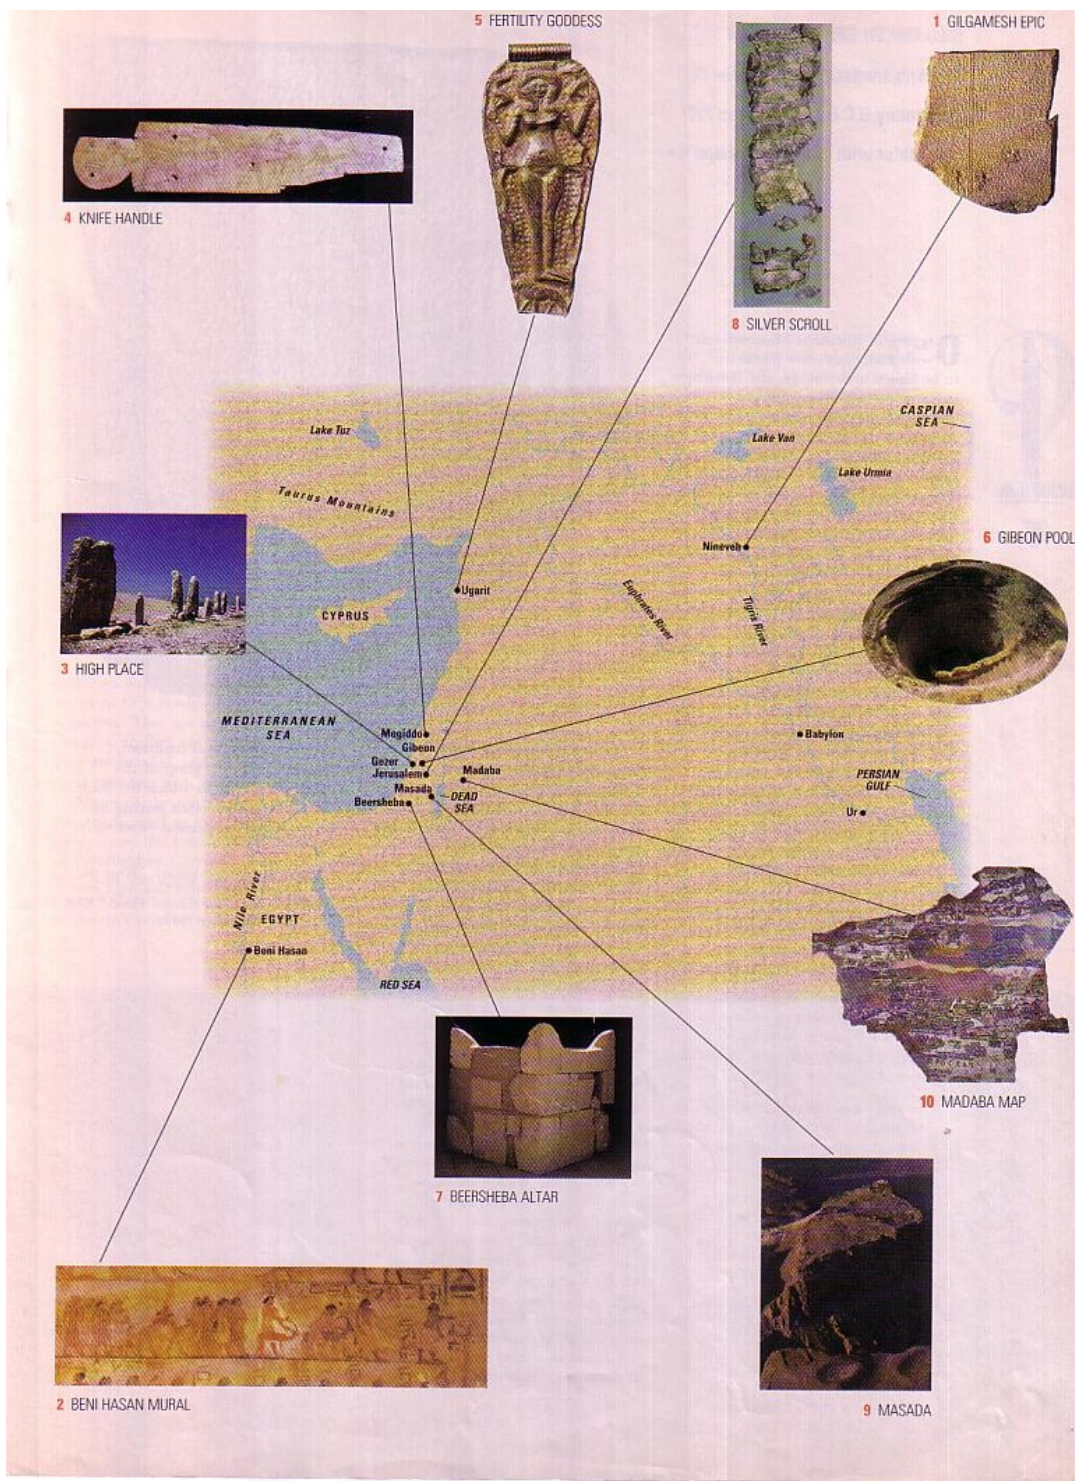 5 FERTILITY GODDESS
1 GILGAMESH EPIC
4 KNIFE HANDLE
8 SILVER SCROLL
CASPIAN
SEA
Lake Tuz
Lake Van
Lake Urmia
Taurus Mountains
Nineveh
6 GIBEON POOL
Ugarit
Euphrates River
Tigris River
CYPRUS
3 HIGH PLACE
MEDITERRANEAN
SEA
Megiddo
Gibeon
Gezer
Jerusalem
Madaba
Masada
Beersheba
DEAD
SEA
Babylon
PERSIAN
GULF
Ur
Nile River
EGYPT
Beni Hasan
RED SEA
10 MADABA MAP
7 BEERSHEBA ALTAR
2 BENI HASAN MURAL
9 MASADA